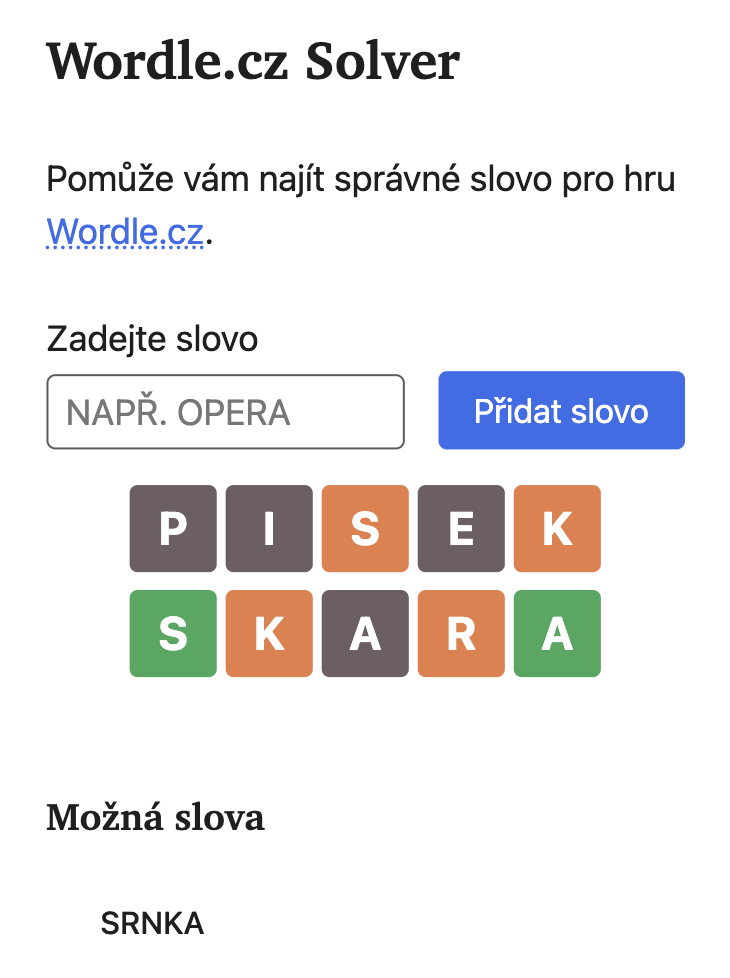 Wordle.cz Solver
Pomůže vám najít správné slovo pro hru
Wordle.cz.
Zadejte slovo
NAPŘ. OPERA
Přidat slovo
P I S E K
S K A R A
Možná slova
SRNKA